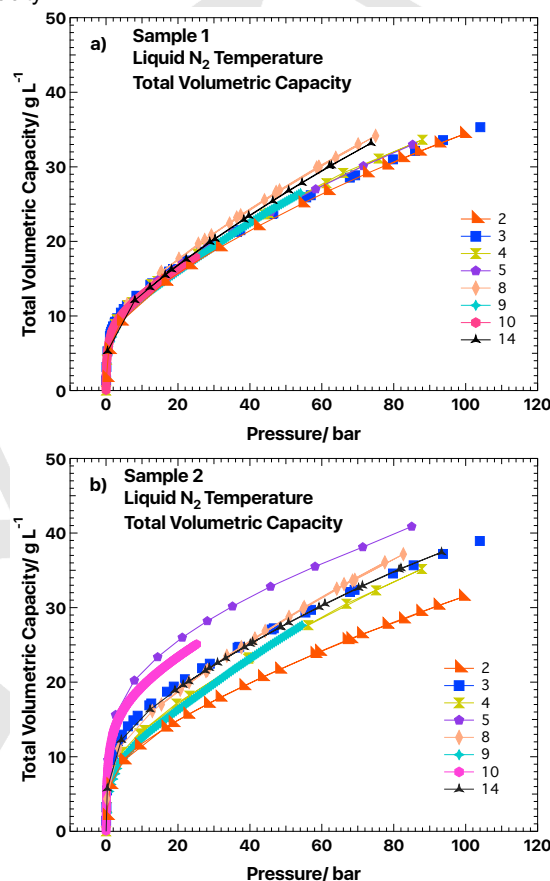 50
a)
Sample 1
Liquid N2 Temperature
Total Volumetric Capacity
40
30
20
10
0
Total Volumetric Capacity/ g L-1
2
3
4
5
8
9
10
14
0 20 40 60 80 100 120
Pressure/ bar
50
b)
Sample 2
Liquid N2 Temperature
Total Volumetric Capacity
40
30
20
10
0
Total Volumetric Capacity/ g L-1
2
3
4
5
8
9
10
14
0 20 40 60 80 100 120
Pressure/ bar